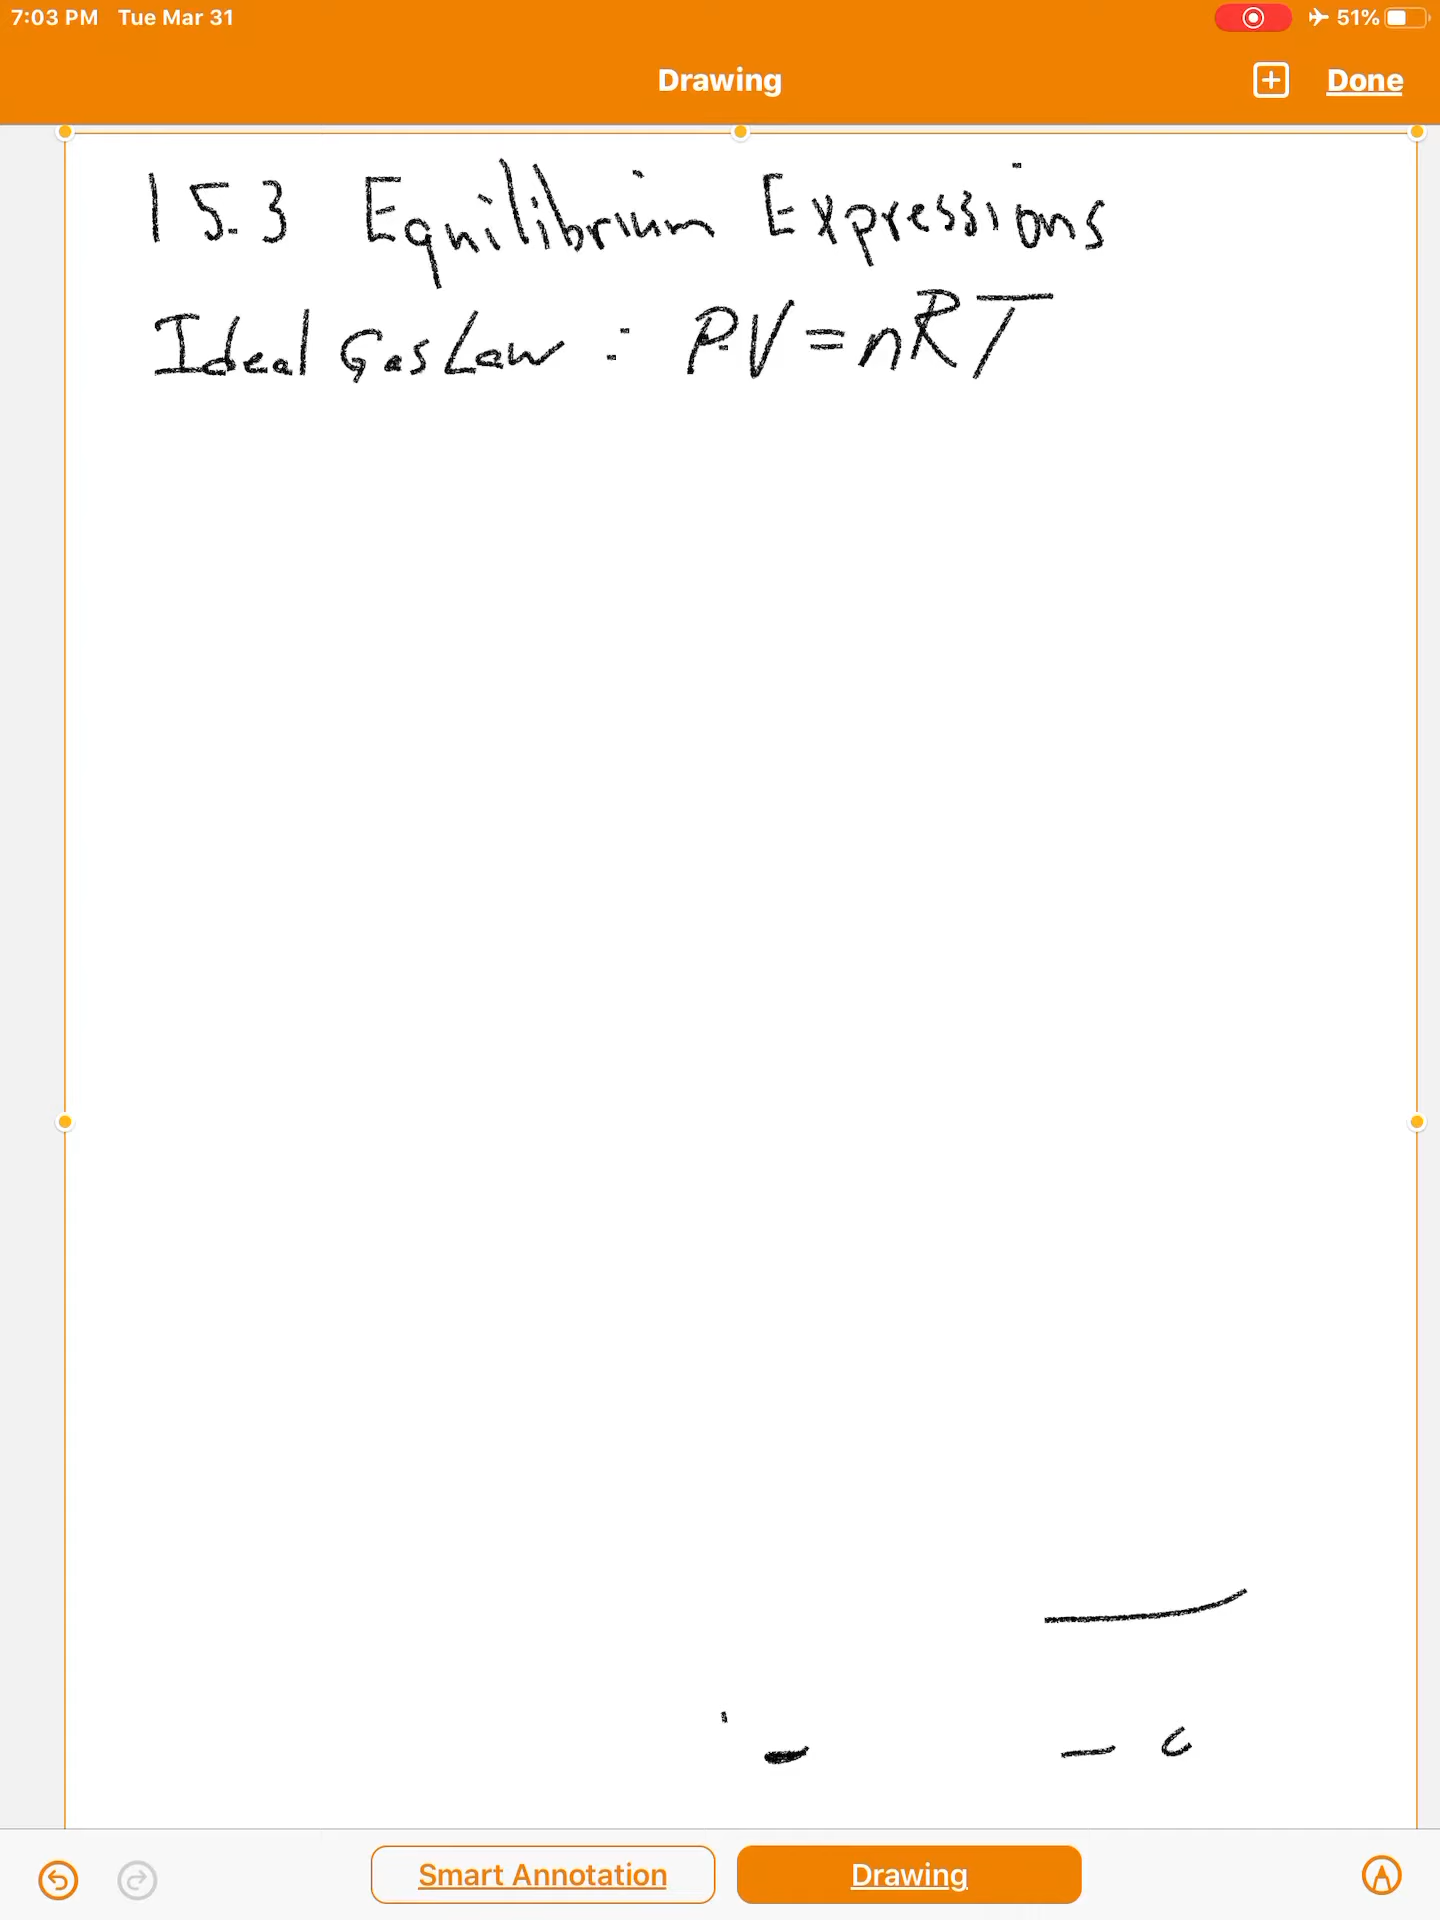 7:03 PM Tue Mar 31 51%
Drawing Done
15.3 Equilibrium Expressions
Ideal Gas Law : PV = nRT
Smart Annotation Drawing